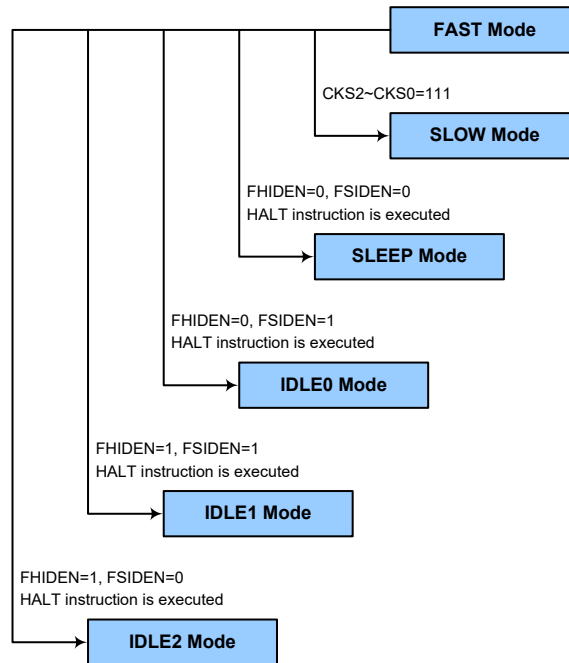 FAST Mode
CKS2~CKS0=111
SLOW Mode
FHIDEN=0, FSIDEN=0
HALT instruction is executed
SLEEP Mode
FHIDEN=0, FSIDEN=1
HALT instruction is executed
IDLE0 Mode
FHIDEN=1, FSIDEN=1
HALT instruction is executed
IDLE1 Mode
FHIDEN=1, FSIDEN=0
HALT instruction is executed
IDLE2 Mode